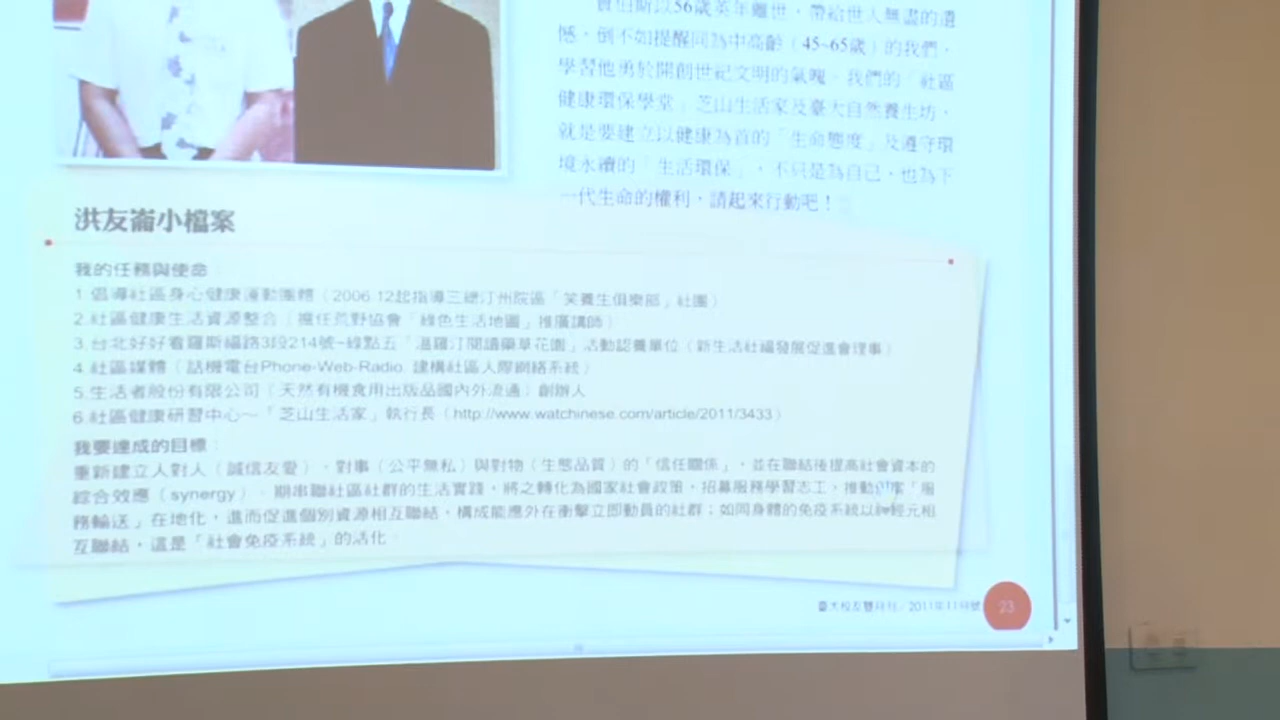 賈伯斯以56歲英年離世，帶給世人無盡的遺
憾，倒不如提醒同為中高齡（45~65歲）的我們，
學習他勇於開創世紀文明的氣魄。我們的「社區
健康環保學堂」芝山生活家及臺大自然養生坊，
就是要建立以健康為首的「生命態度」及遵守環
境永續的「生活環保」，不只是為自己，也為下
一代生命的權利，請起來行動吧！
洪友崙小檔案
我的任務與使命
1.倡導社區身心健康運動團體（2006.12起指導三總汀州院區「笑養生俱樂部」社團）
2.社區健康生活資源整合（擔任荒野協會「綠色生活地圖」推廣講師）
3.台北好好看羅斯福路3段214號~綠點五「溫羅汀閱讀藥草花園」活動認養單位（新生活社福發展促進會理事）
4.社區媒體（話機電台Phone-Web-Radio, 建構社區人際網絡系統）
5.生活者股份有限公司（天然有機食用出版品國內外流通）創辦人
6.社區健康研習中心～「芝山生活家」執行長（http://www.watchinese.com/article/2011/3433）
我要達成的目標：
重新建立人對人（誠信友愛）、對事（公平無私）與對物（生態品質）的「信任關係」，並在聯結後提高社會資本的
綜合效應（synergy）。期串聯社區社群的生活實踐，將之轉化為國家社會政策，招募服務學習志工，推動「服
務輸送」在地化，進而促進個別資源相互聯結，構成能應外在衝擊立即動員的社群；如同身體的免疫系統以神經元相
互聯結，這是「社會免疫系統」的活化。
臺大校友雙月刊／2011年11月號
23